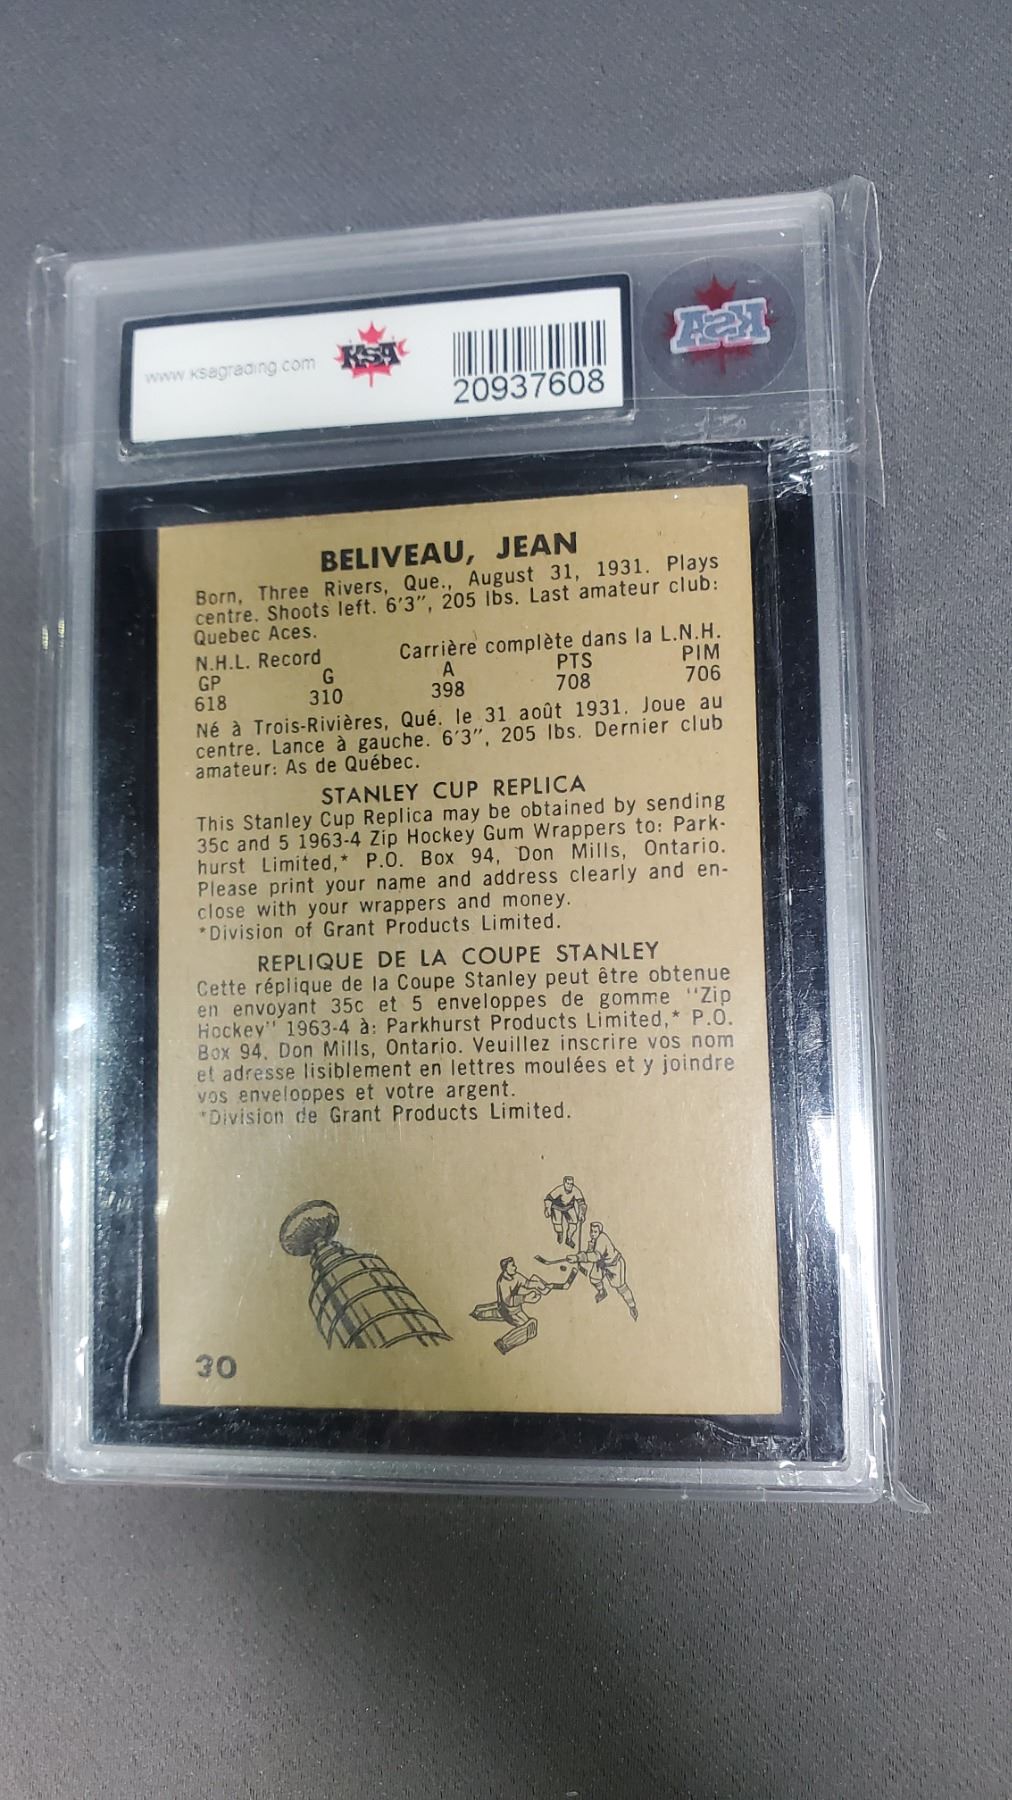 www.ksagrading.com
KSA
20937608
KSA
BELIVEAU, JEAN
Born, Three Rivers, Que., August 31, 1931. Plays
centre. Shoots left. 6'3", 205 lbs. Last amateur club:
Quebec Aces.
N.H.L. Record Carrière complète dans la L.N.H.
GP G A PTS PIM
618 310 398 708 706
Né à Trois-Rivières, Qué. le 31 août 1931. Joue au
centre. Lance à gauche. 6'3", 205 lbs. Dernier club
amateur: As de Québec.
STANLEY CUP REPLICA
This Stanley Cup Replica may be obtained by sending
35c and 5 1963-4 Zip Hockey Gum Wrappers to: Park-
hurst Limited,* P.O. Box 94, Don Mills, Ontario.
Please print your name and address clearly and en-
close with your wrappers and money.
*Division of Grant Products Limited.
REPLIQUE DE LA COUPE STANLEY
Cette réplique de la Coupe Stanley peut être obtenue
en envoyant 35c et 5 enveloppes de gomme "Zip
Hockey" 1963-4 à: Parkhurst Products Limited,* P.O.
Box 94, Don Mills, Ontario. Veuillez inscrire vos nom
et adresse lisiblement en lettres moulées et y joindre
vos enveloppes et votre argent.
*Division de Grant Products Limited.
30